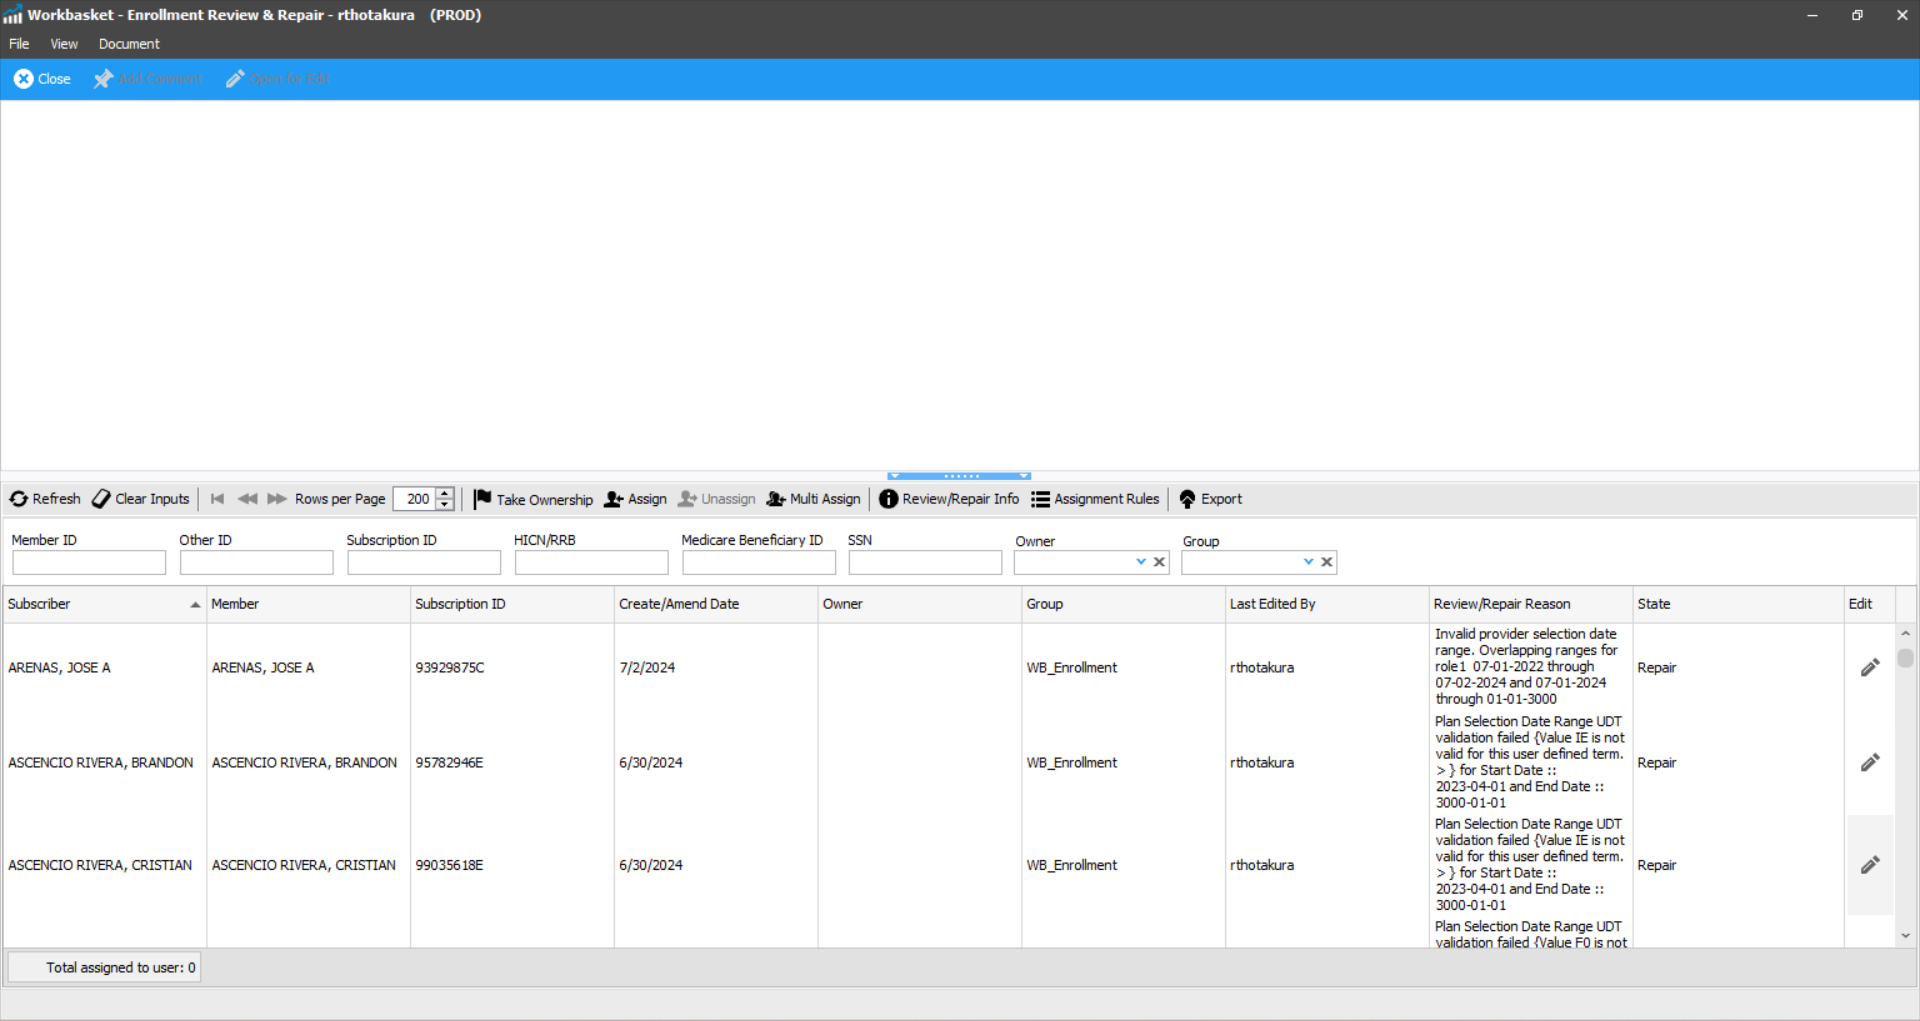 Workbasket - Enrollment Review & Repair - rthotakura (PROD)
File View Document
Close Add Comment Open for Edit
Refresh Clear Inputs Rows per Page 200 Take Ownership Assign Unassign Multi Assign Review/Repair Info Assignment Rules Export
Member ID Other ID Subscription ID HICN/RRB Medicare Beneficiary ID SSN Owner Group
Subscriber Member Subscription ID Create/Amend Date Owner Group Last Edited By Review/Repair Reason State Edit
Invalid provider selection date
range. Overlapping ranges for
ARENAS, JOSE A ARENAS, JOSE A 93929875C 7/2/2024 WB_Enrollment rthotakura role1 07-01-2022 through Repair
07-02-2024 and 07-01-2024
through 01-01-3000
Plan Selection Date Range UDT
validation failed {Value IE is not
valid for this user defined term.
ASCENCIO RIVERA, BRANDON ASCENCIO RIVERA, BRANDON 95782946E 6/30/2024 WB_Enrollment rthotakura > } for Start Date :: Repair
2023-04-01 and End Date ::
3000-01-01
Plan Selection Date Range UDT
validation failed {Value IE is not
valid for this user defined term.
ASCENCIO RIVERA, CRISTIAN ASCENCIO RIVERA, CRISTIAN 99035618E 6/30/2024 WB_Enrollment rthotakura > } for Start Date :: Repair
2023-04-01 and End Date ::
3000-01-01
Plan Selection Date Range UDT
validation failed {Value F0 is not
Total assigned to user: 0